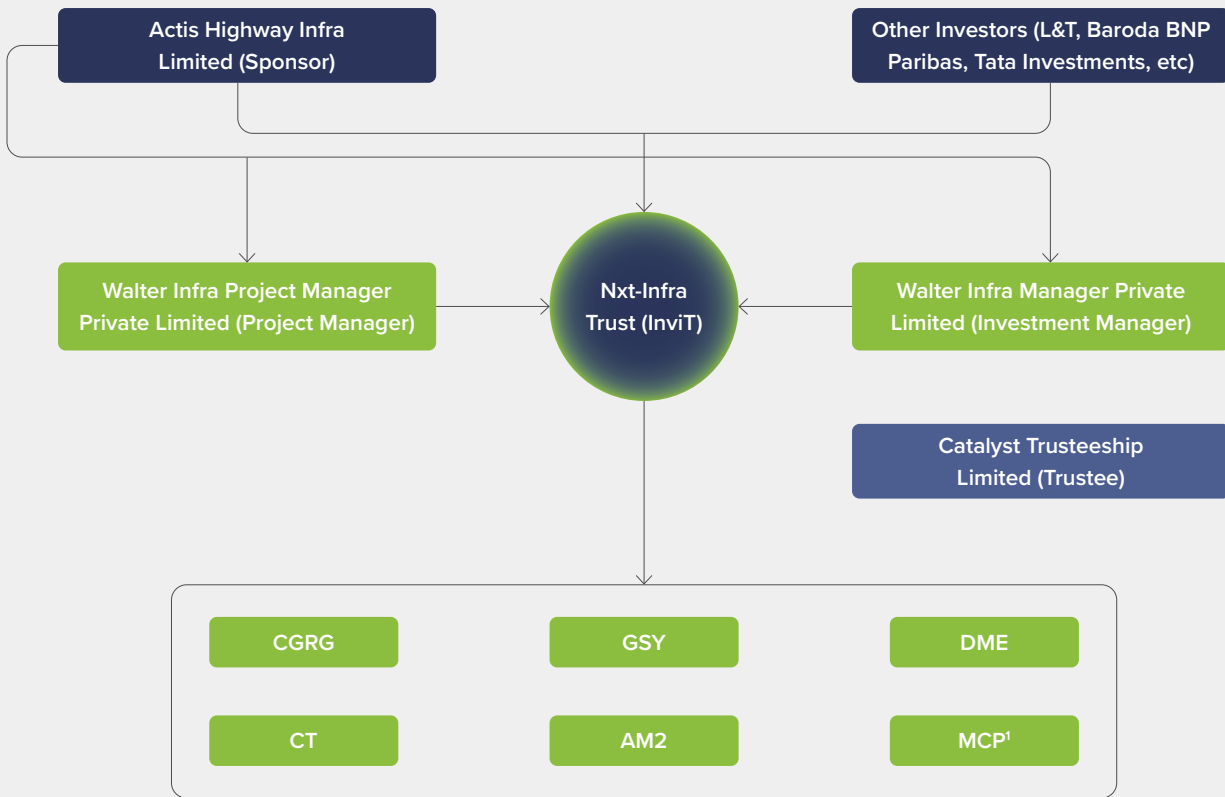 Actis Highway Infra
Limited (Sponsor)
Other Investors (L&T, Baroda BNP
Paribas, Tata Investments, etc)
Walter Infra Project Manager
Private Limited (Project Manager)
Nxt-Infra
Trust (InviT)
Walter Infra Manager Private
Limited (Investment Manager)
Catalyst Trusteeship
Limited (Trustee)
CGRG
GSY
DME
CT
AM2
MCP¹